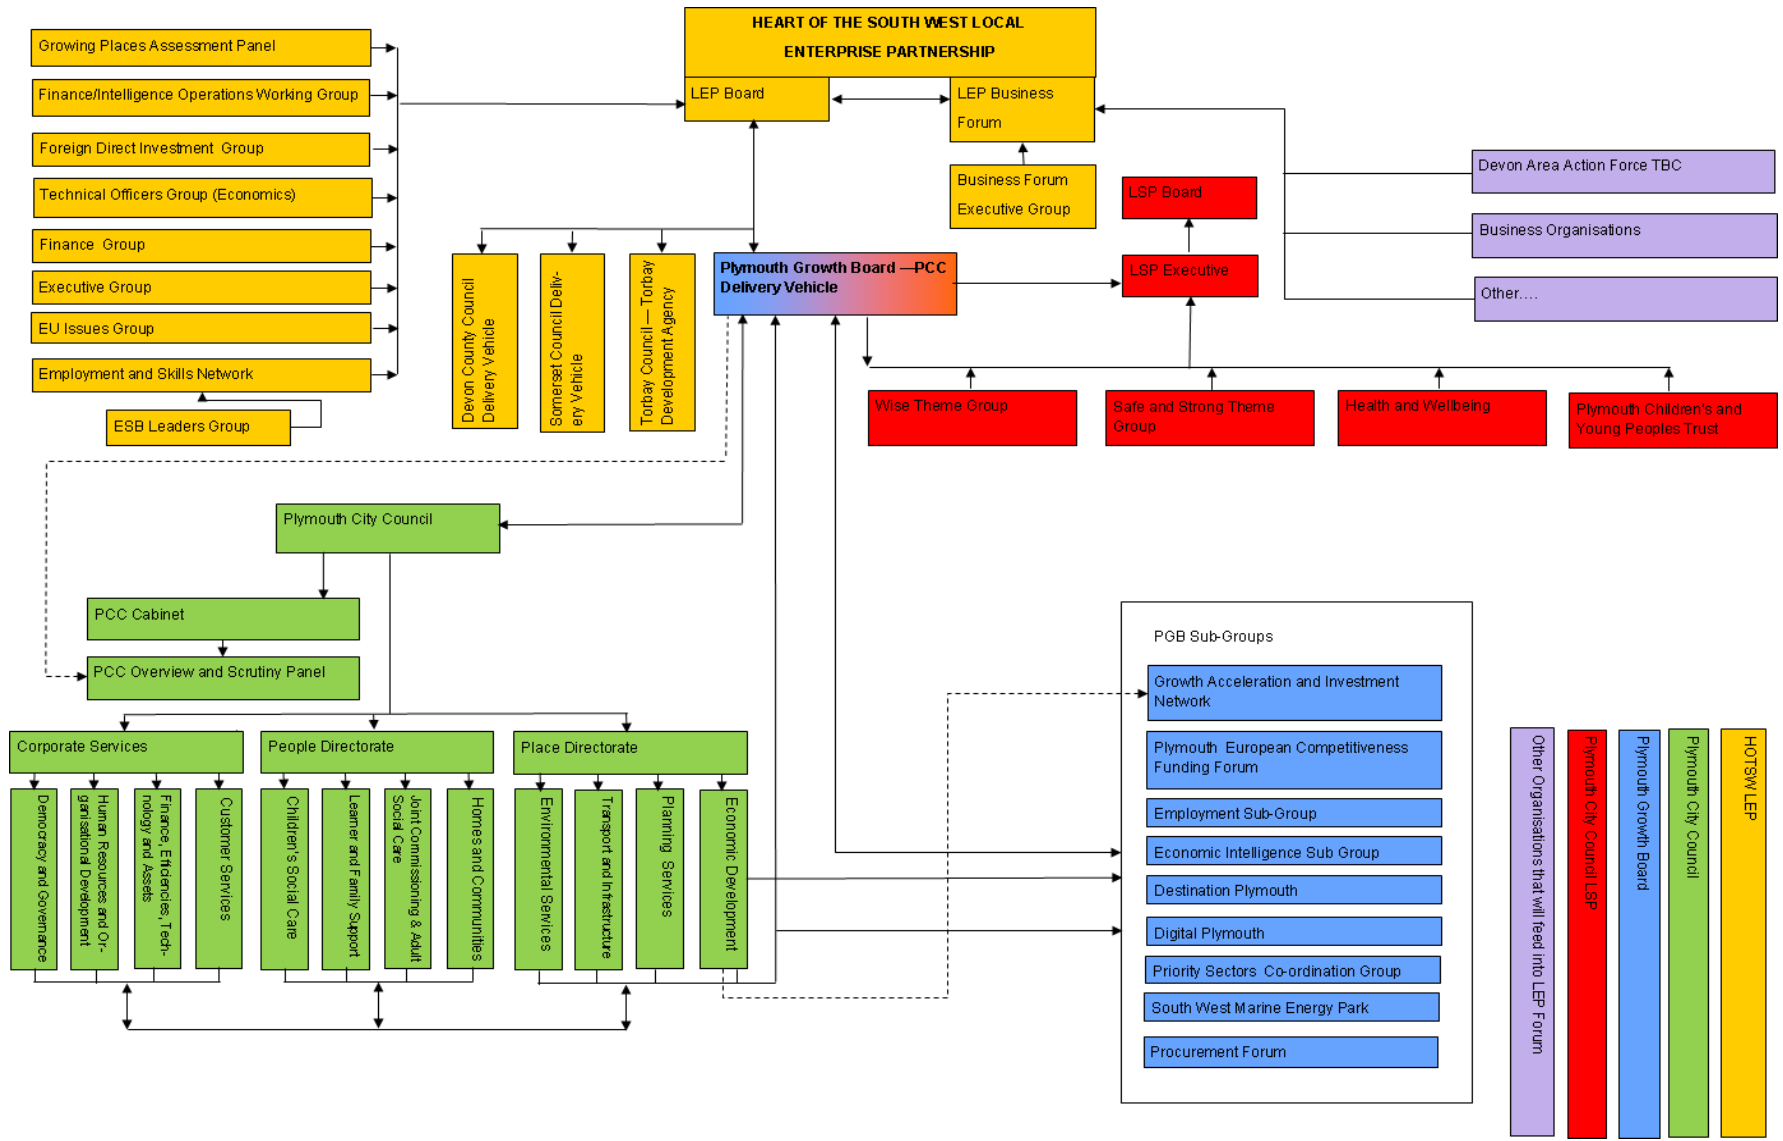 HEART OF THE SOUTH WEST LOCAL
ENTERPRISE PARTNERSHIP
LEP Board
LEP Business
Forum
Business Forum
Executive Group
Growing Places Assessment Panel
Finance/Intelligence Operations Working Group
Foreign Direct Investment Group
Technical Officers Group (Economics)
Finance Group
Executive Group
EU Issues Group
Employment and Skills Network
ESB Leaders Group
Devon County Council
Delivery Vehicle
Somerset Council Deliv-
ery Vehicle
Torbay Council — Torbay
Development Agency
Plymouth Growth Board —PCC
Delivery Vehicle
LSP Board
LSP Executive
Devon Area Action Force TBC
Business Organisations
Other....
Wise Theme Group
Safe and Strong Theme
Group
Health and Wellbeing
Plymouth Children's and
Young Peoples Trust
Plymouth City Council
PCC Cabinet
PCC Overview and Scrutiny Panel
Corporate Services
People Directorate
Place Directorate
Democracy and Governance
Human Resources and Or-
ganisational Development
Finance, Efficiencies, Tech-
nology and Assets
Customer Services
Children's Social Care
Learner and Family Support
Joint Commissioning & Adult
Social Care
Homes and Communities
Environmental Services
Transport and Infrastructure
Planning Services
Economic Development
PGB Sub-Groups
Growth Acceleration and Investment
Network
Plymouth European Competitiveness
Funding Forum
Employment Sub-Group
Economic Intelligence Sub Group
Destination Plymouth
Digital Plymouth
Priority Sectors Co-ordination Group
South West Marine Energy Park
Procurement Forum
Other Organisations that will feed into LEP Forum
Plymouth City Council LSP
Plymouth Growth Board
Plymouth City Council
HOTSW LEP